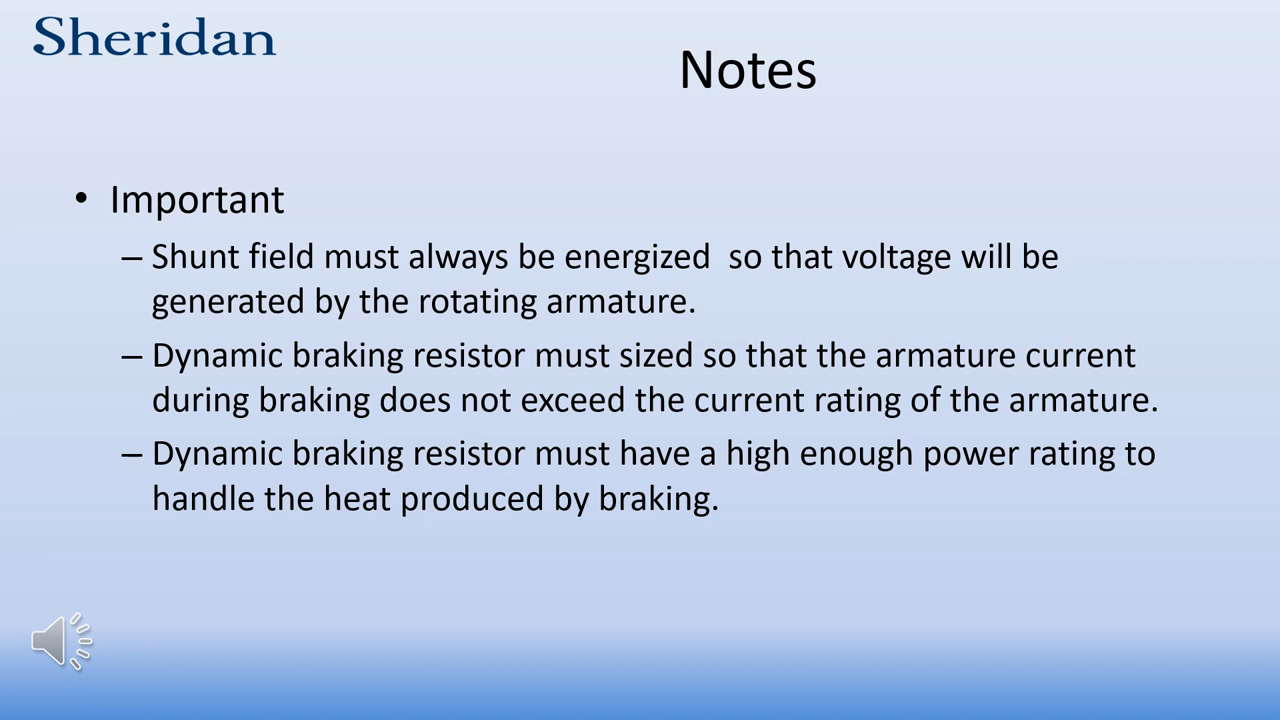 Sheridan
Notes
• Important
– Shunt field must always be energized  so that voltage will be
generated by the rotating armature.
– Dynamic braking resistor must sized so that the armature current
during braking does not exceed the current rating of the armature.
– Dynamic braking resistor must have a high enough power rating to
handle the heat produced by braking.